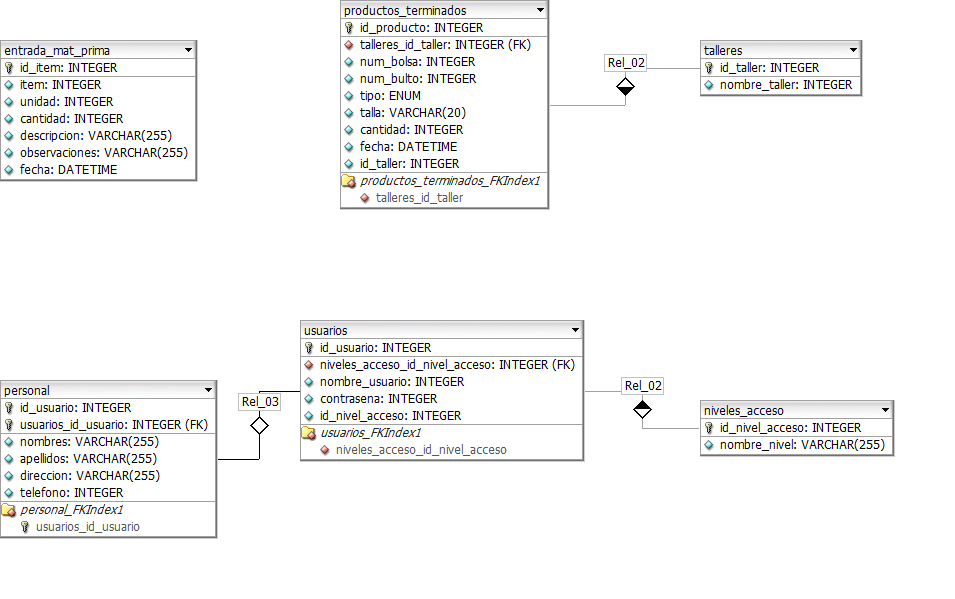 entrada_mat_prima
id_item: INTEGER
item: INTEGER
unidad: INTEGER
cantidad: INTEGER
descripcion: VARCHAR(255)
observaciones: VARCHAR(255)
fecha: DATETIME
productos_terminados
id_producto: INTEGER
talleres_id_taller: INTEGER (FK)
num_bolsa: INTEGER
num_bulto: INTEGER
tipo: ENUM
talla: VARCHAR(20)
cantidad: INTEGER
fecha: DATETIME
id_taller: INTEGER
productos_terminados_FKIndex1
talleres_id_taller
Rel_02
talleres
id_taller: INTEGER
nombre_taller: INTEGER
personal
id_usuario: INTEGER
usuarios_id_usuario: INTEGER (FK)
nombres: VARCHAR(255)
apellidos: VARCHAR(255)
direccion: VARCHAR(255)
telefono: INTEGER
personal_FKIndex1
usuarios_id_usuario
Rel_03
usuarios
id_usuario: INTEGER
niveles_acceso_id_nivel_acceso: INTEGER (FK)
nombre_usuario: INTEGER
contrasena: INTEGER
id_nivel_acceso: INTEGER
usuarios_FKIndex1
niveles_acceso_id_nivel_acceso
Rel_02
niveles_acceso
id_nivel_acceso: INTEGER
nombre_nivel: VARCHAR(255)